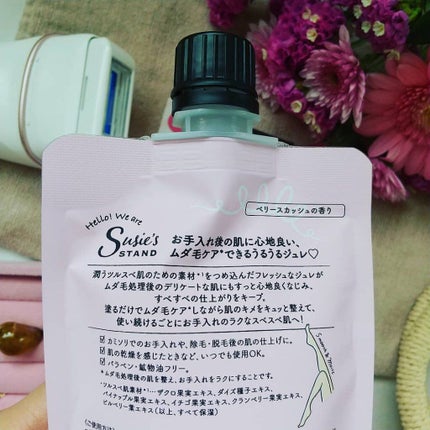 ベリースカッシュの香り
Hello! We are
Susie's
STAND
お手入れ後の肌に心地良い、
ムダ毛ケア*できるうるうるジュレ♡
潤うツルスベ肌のための素材*¹をつめ込んだフレッシュなジュレが
ムダ毛処理後のデリケートな肌にもすっと心地良くなじみ、
すべすべの仕上がりをキープ。
塗るだけでムダ毛ケア*しながら肌のキメをキュッと整えて、
使い続けるごとにお手入れのラクなスベスベ肌へ!
☑ カミソリでのお手入れや、除毛・脱毛後の肌の仕上げに。
☑ 肌の乾燥を感じたときなど、いつでも使用OK。
☑ パラベン・鉱物油フリー。
*ムダ毛処理後の肌を整え、お手入れをラクにすることです。
ツルスベ肌素材*¹…ザクロ果実エキス、ダイズ種子エキス、
パイナップル果実エキス、イチゴ果実エキス、クランベリー果実エキス、
ビルベリー葉エキス(以上、すべて保湿)